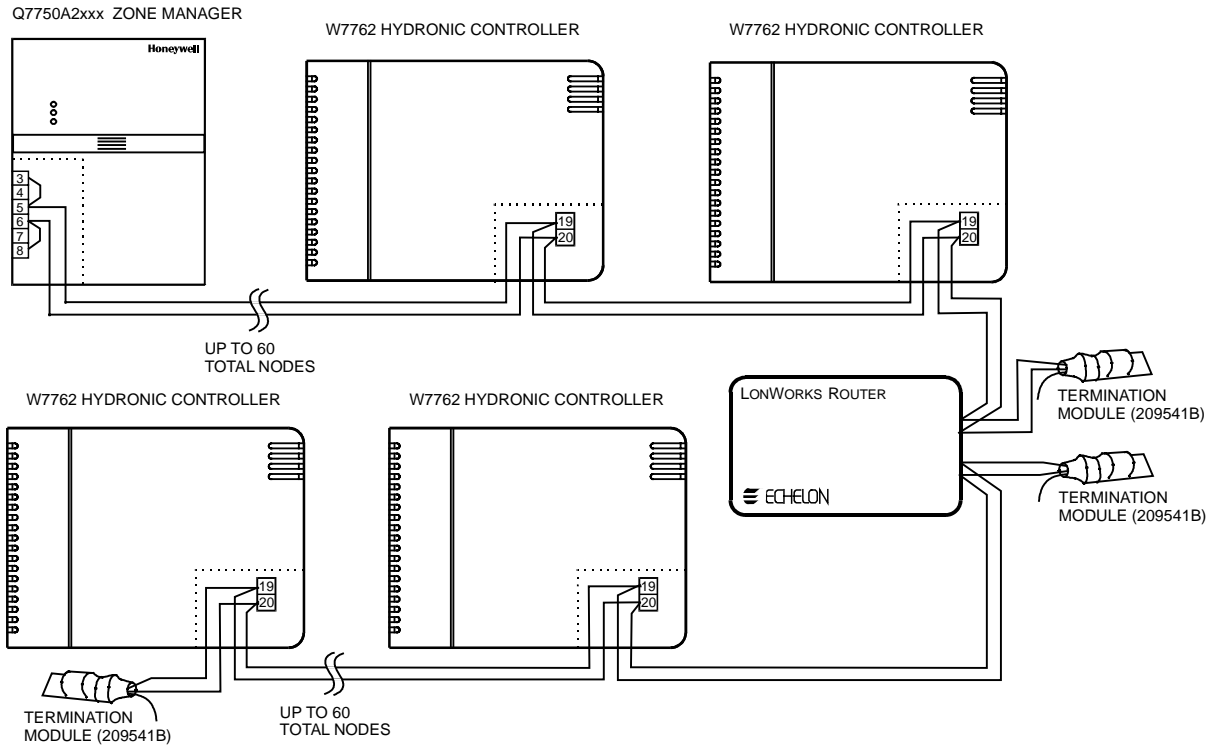 Q7750A2xxx ZONE MANAGER
W7762 HYDRONIC CONTROLLER
W7762 HYDRONIC CONTROLLER
Honeywell
3
4
5
6
7
8
19
20
19
20
UP TO 60
TOTAL NODES
W7762 HYDRONIC CONTROLLER
W7762 HYDRONIC CONTROLLER
LONWORKS ROUTER
ECHELON
TERMINATION
MODULE (209541B)
TERMINATION
MODULE (209541B)
19
20
19
20
TERMINATION
MODULE (209541B)
UP TO 60
TOTAL NODES